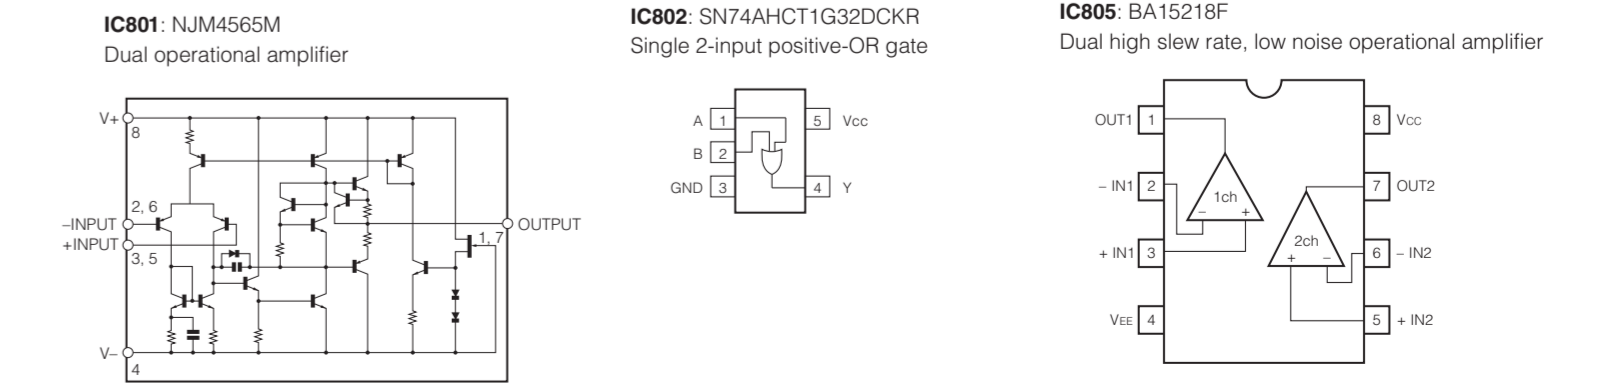 IC801: NJM4565M
Dual operational amplifier
V+
8
2, 6
–INPUT
+INPUT
3, 5
OUTPUT
1, 7
V–
4
IC802: SN74AHCT1G32DCKR
Single 2-input positive-OR gate
A 1
5 Vcc
B 2
GND 3
4 Y
IC805: BA15218F
Dual high slew rate, low noise operational amplifier
OUT1 1
8 Vcc
– IN1 2
7 OUT2
1ch
– +
2ch
+ –
+ IN1 3
6 – IN2
VEE 4
5 + IN2